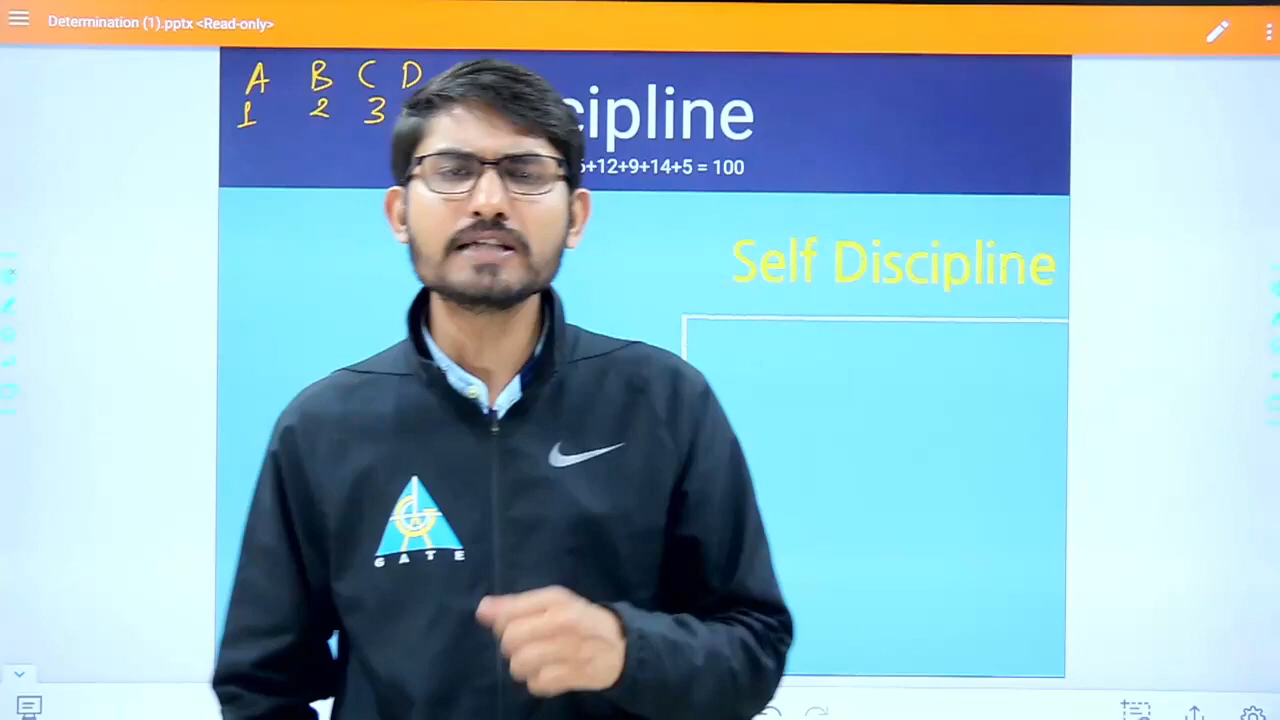 Determination (1).pptx <Read-only>
A B C D
1 2 3
cipline
+12+9+14+5 = 100
Self Discipline
GATE